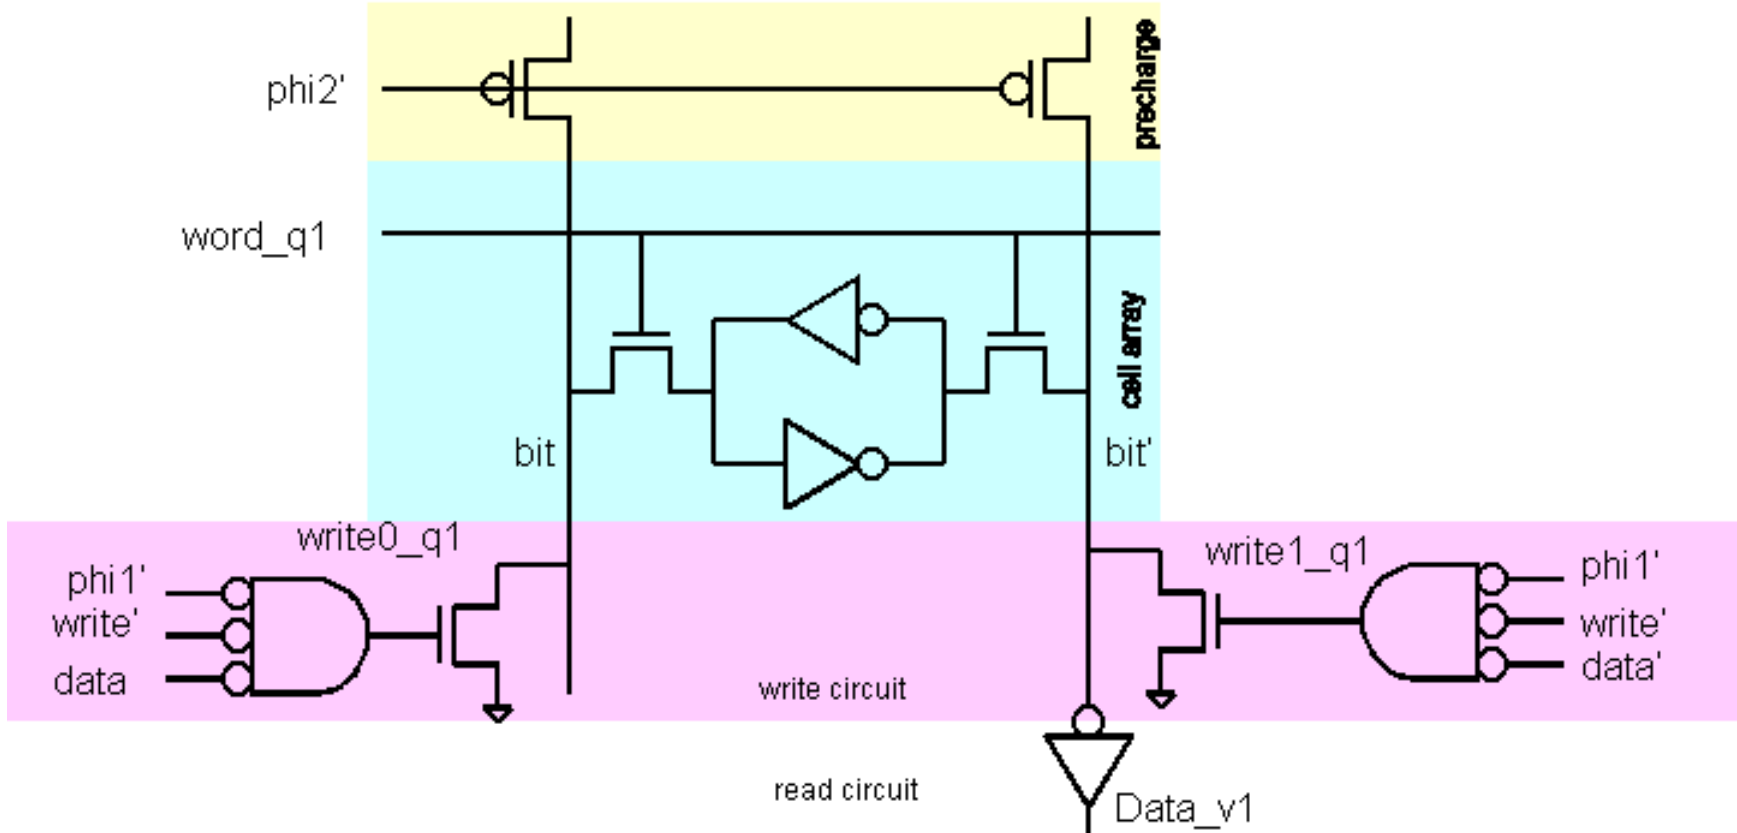 precharge
phi2'
word_q1
cell array
bit
bit'
write0_q1
write1_q1
phi1'
write'
data
phi1'
write'
data'
write circuit
read circuit
Data_v1